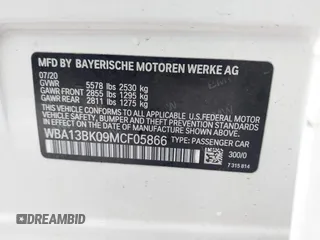 MFD BY BAYERISCHE MOTOREN WERKE AG
07/20
GVWR 5578 lbs 2530 kg
GAWR FRONT 2855 lbs 1295 kg
GAWR REAR 2811 lbs 1275 kg
THIS VEHICLE CONFORMS TO ALL APPLICABLE U.S. FEDERAL MOTOR
VEHICLE SAFETY, BUMPER, AND THEFT PREVENTION STANDARDS IN
EFFECT ON THE DATE OF MANUFACTURE SHOWN ABOVE.
WBA13BK09MCF05866 TYPE: PASSENGER CAR
300/0
7 315 814
AUTOBIDCAR